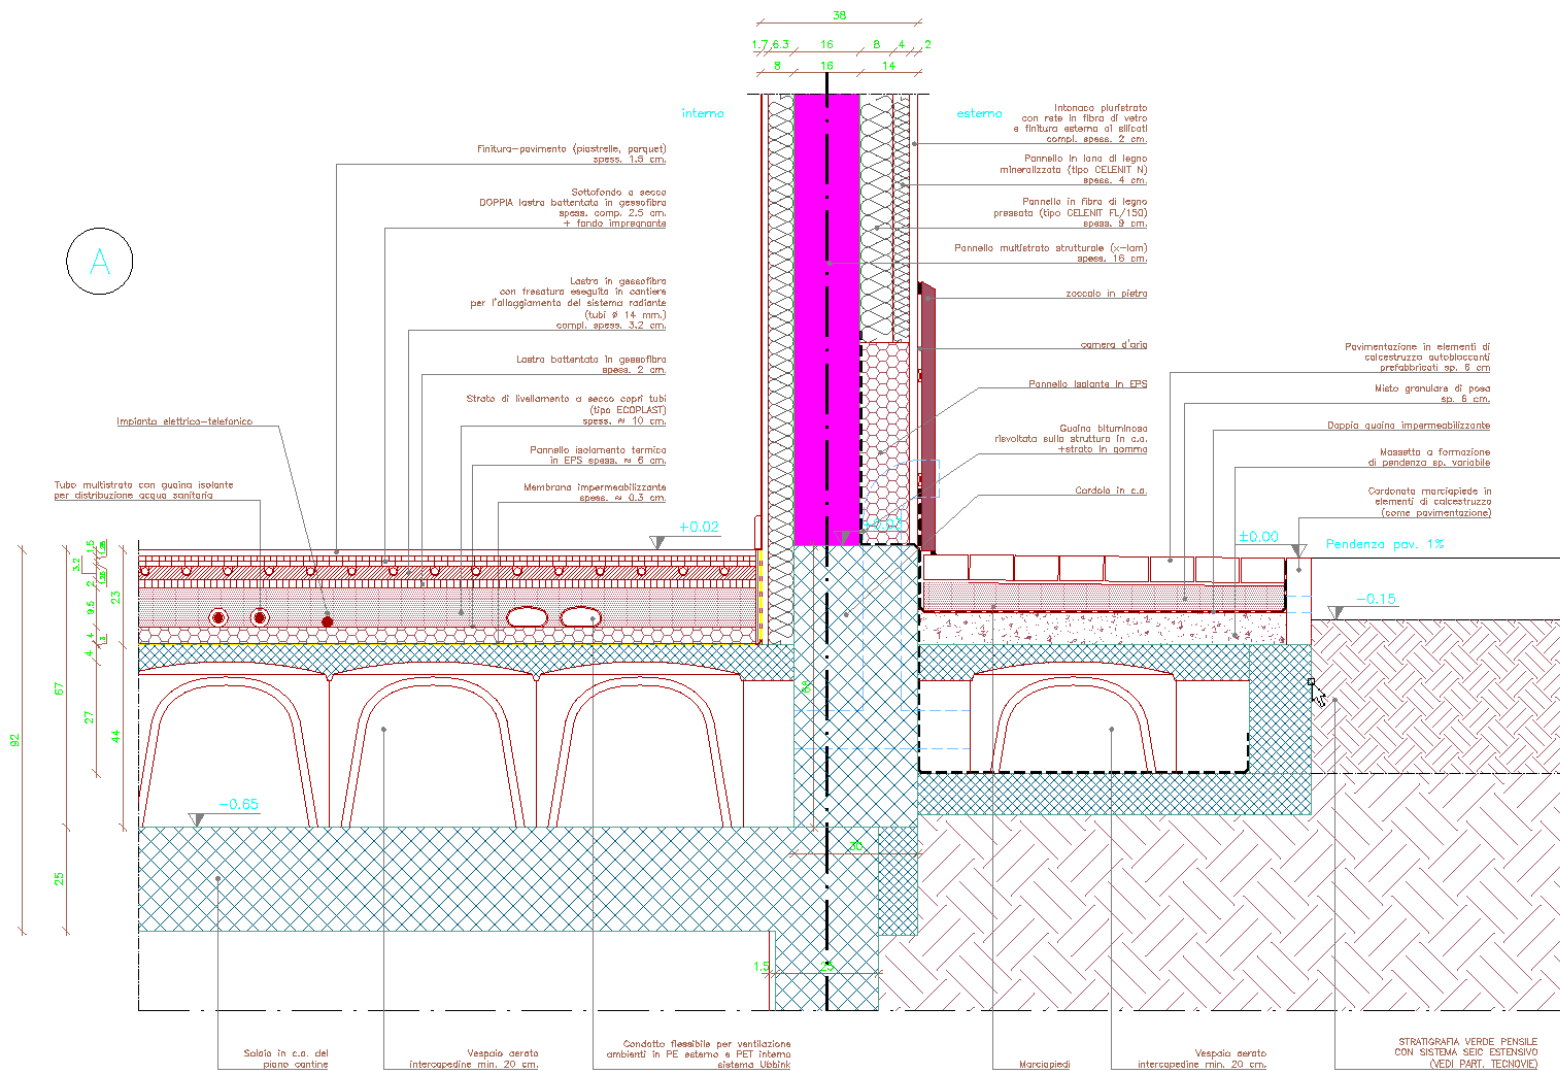 38
1.7
6.3
16
8
4
2
8
16
14
interno
esterno
A
Finitura-pavimento (piastrelle, parquet)
spess. 1.5 cm.
Sottofondo a secco
DOPPIA lastra battentata in gessofibra
spess. comp. 2.5 cm.
+ fondo impregnante
Lastra in gessofibra
con fresatura eseguita in cantiere
per l'alloggiamento del sistema radiante
(tubi ø 14 mm.)
compl. spess. 3.2 cm.
Lastra battentata in gessofibra
spess. 2 cm.
Strato di livellamento a secco copri tubi
(tipo ECOPLAST)
spess. ≈ 10 cm.
Pannello isolamento termico
in EPS spess. ≈ 6 cm.
Membrana impermeabilizzante
spess. ≈ 0.3 cm.
Impianto elettrico-telefonico
Tubo multistrato con guaina isolante
per distribuzione acqua sanitaria
Intonaco pluristrato
con rete in fibra di vetro
e finitura esterna ai silicati
compl. spess. 2 cm.
Pannello in lana di legno
mineralizzata (tipo CELENIT N)
spess. 4 cm.
Pannello in fibra di legno
pressata (tipo CELENIT FL/150)
spess. 9 cm.
Pannello multistrato strutturale (x-lam)
spess. 16 cm.
zoccolo in pietra
camera d'aria
Pannello isolante in EPS
Guaina bituminosa
risvoltata sulla struttura in c.a.
+strato in gomma
Cordolo in c.a.
Pavimentazione in elementi di
calcestruzzo autobloccanti
prefabbricati sp. 6 cm
Misto granulare di posa
sp. 6 cm.
Doppia guaina impermeabilizzante
Massetto a formazione
di pendenza sp. variabile
Cordonata marciapiede in
elementi di calcestruzzo
(come pavimentazione)
+0.02
±0.00
Pendenza pav. 1%
-0.15
-0.65
1.5
3.2
2
9.5
4
4
23
67
27
44
92
25
68
30
1.5
25
Solaio in c.a. del
piano cantine
Vespaio aerato
intercapedine min. 20 cm.
Condotto flessibile per ventilazione
ambienti in PE esterno e PET interno
sistema Ubbink
Marciapiedi
Vespaio aerato
intercapedine min. 20 cm.
STRATIGRAFIA VERDE PENSILE
CON SISTEMA SEIC ESTENSIVO
(VEDI PART. TECNOVIE)